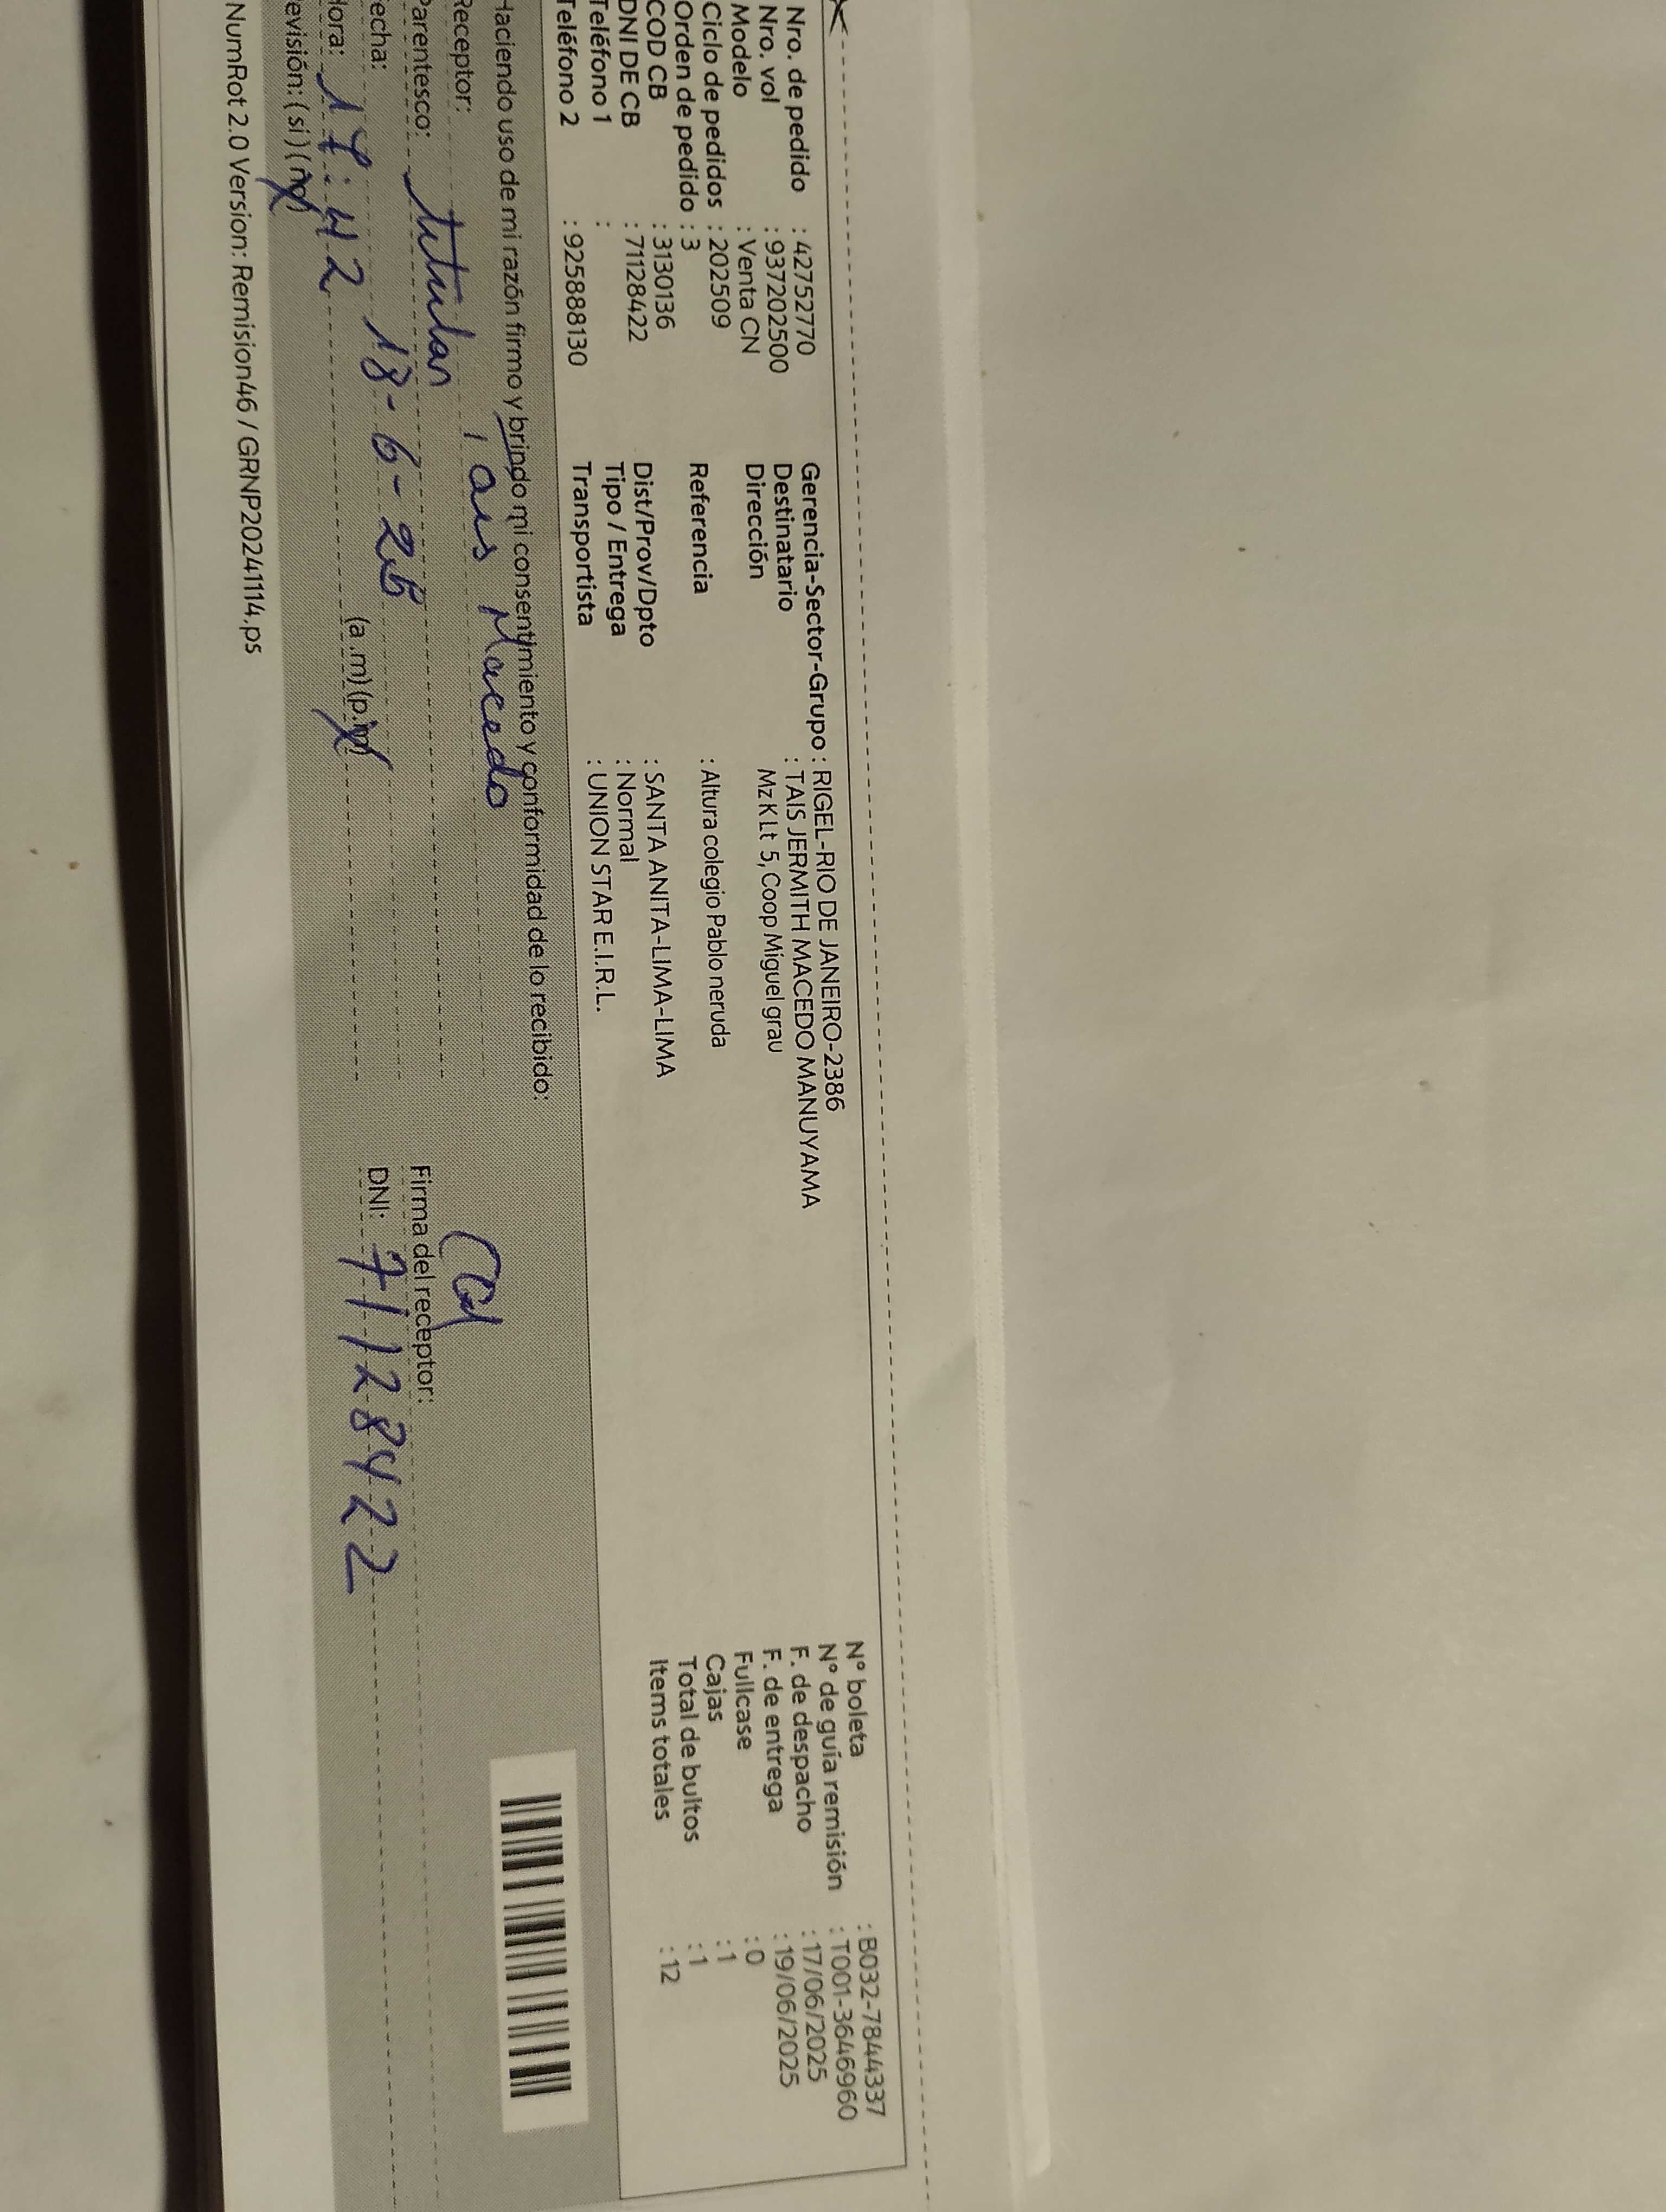 Nro. de pedido : 42752770
Nro. vol : 937202500
Modelo : Venta CN
Ciclo de pedidos : 202509
Orden de pedido : 3
COD CB : 3130136
DNI DE CB : 71128422
Teléfono 1 :
Teléfono 2 : 925888130
Gerencia-Sector-Grupo : RIGEL-RIO DE JANEIRO-2386
Destinatario : TAIS JERMITH MACEDO MANUYAMA
Dirección Mz K Lt 5, Coop Miguel grau
Referencia : Altura colegio Pablo neruda
Dist/Prov/Dpto : SANTA ANITA-LIMA-LIMA
Tipo / Entrega : Normal
Transportista : UNION STAR E.I.R.L.
N° boleta : B032-7844337
N° de guía remisión : T001-3646960
F. de despacho : 17/06/2025
F. de entrega : 19/06/2025
Fullcase : 0
Cajas : 1
Total de bultos : 1
Items totales : 12
Haciendo uso de mi razón firmo y brindo mi consentimiento y conformidad de lo recibido:
Receptor: Tais Macedo
Parentesco: titular
echa: 18-6-25
Hora: 17:42 (a .m) (p.m)
evisión: ( si ) ( no)
Firma del receptor:
DNI: 71128422
NumRot 2.0 Version: Remision46 / GRNP20241114.ps